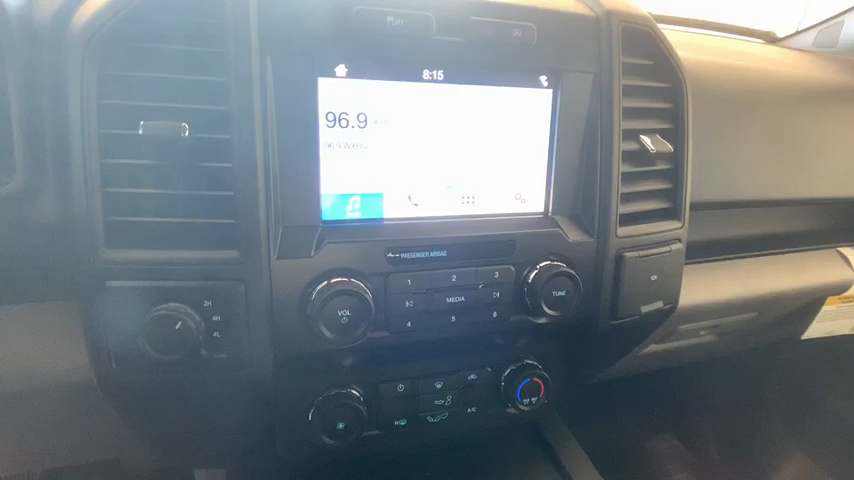 8:15
96.9
PASSENGER AIRBAG
1 2 3
VOL
MEDIA
TUNE
4 5 6
2H
4H
4L
A/C